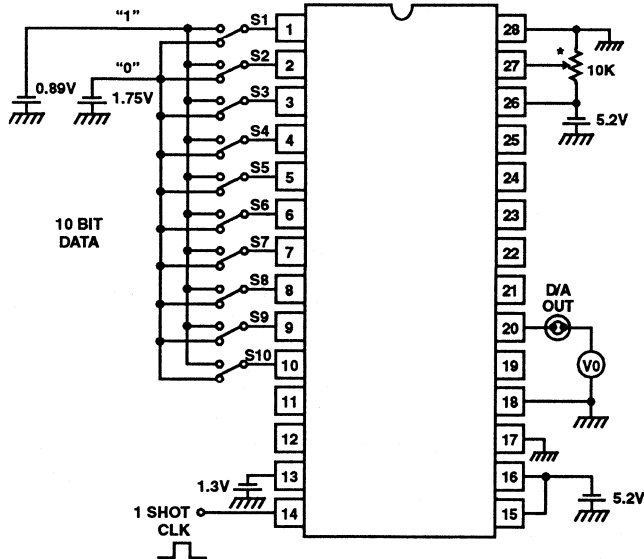 "1"
S1
1
28
"0"
S2
2
27
*
10K
0.89V
1.75V
S3
3
26
5.2V
S4
4
25
S5
5
24
10 BIT
DATA
S6
6
23
S7
7
22
S8
8
21
D/A
OUT
S9
9
20
S10
10
19
V0
11
18
12
17
1.3V
13
16
5.2V
1 SHOT
CLK
14
15